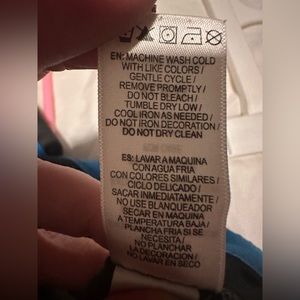 EN: MACHINE WASH COLD
WITH LIKE COLORS /
GENTLE CYCLE /
REMOVE PROMPTLY /
DO NOT BLEACH /
TUMBLE DRY LOW /
COOL IRON AS NEEDED /
DO NOT IRON DECORATION /
DO NOT DRY CLEAN
ES: LAVAR A MAQUINA
CON AGUA FRIA
CON COLORES SIMILARES /
CICLO DELICADO /
SACAR INMEDIATAMENTE /
NO USE BLANQUEADOR
SECAR EN MAQUINA
A TEMPERATURA BAJA /
PLANCHA FRIA SI SE
NECESITA /
NO PLANCHAR
LA DECORACION /
NO LAVAR EN SECO